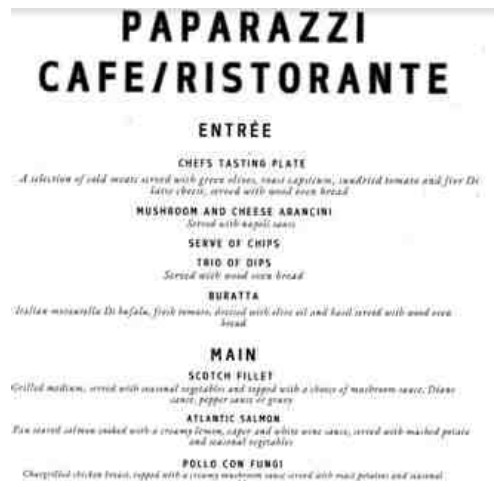 PAPARAZZI
CAFE/RISTORANTE
ENTRÉE
CHEFS TASTING PLATE
A selection of cold meats served with green olives, roast capsicum, sundried tomato and fior Di
latte cheese, served with wood oven bread
MUSHROOM AND CHEESE ARANCINI
Served with napoli sauce
SERVE OF CHIPS
TRIO OF DIPS
Served with wood oven bread
BURATTA
Italian mozzarella Di bufala, fresh tomato, dressed with olive oil and basil served with wood oven
bread
MAIN
SCOTCH FILLET
Grilled medium, served with seasonal vegetables and topped with a choice of mushroom sauce, Diane
sauce, pepper sauce or gravy
ATLANTIC SALMON
Pan seared salmon cooked with a creamy lemon, caper and white wine sauce, served with mashed potato
and seasonal vegetables
POLLO CON FUNGI
Chargrilled chicken breast, topped with a creamy mushroom sauce served with roast potatoes and seasonal